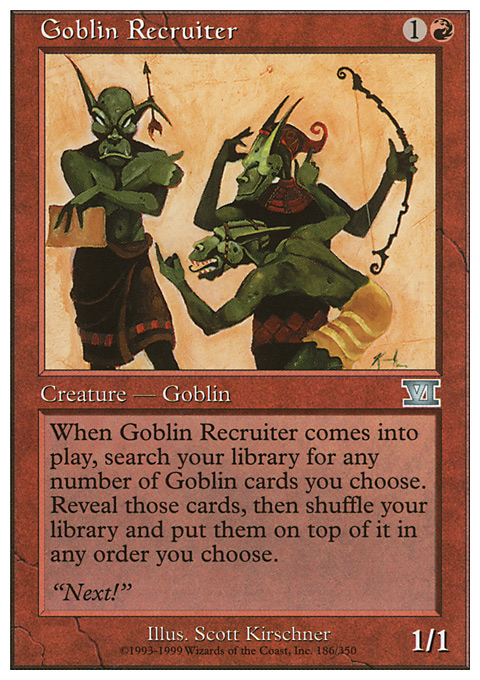 Goblin Recruiter 1
Creature — Goblin VI
When Goblin Recruiter comes into
play, search your library for any
number of Goblin cards you choose.
Reveal those cards, then shuffle your
library and put them on top of it in
any order you choose.
“Next!”
Illus. Scott Kirschner
©1993-1999 Wizards of the Coast, Inc. 186/350
1/1